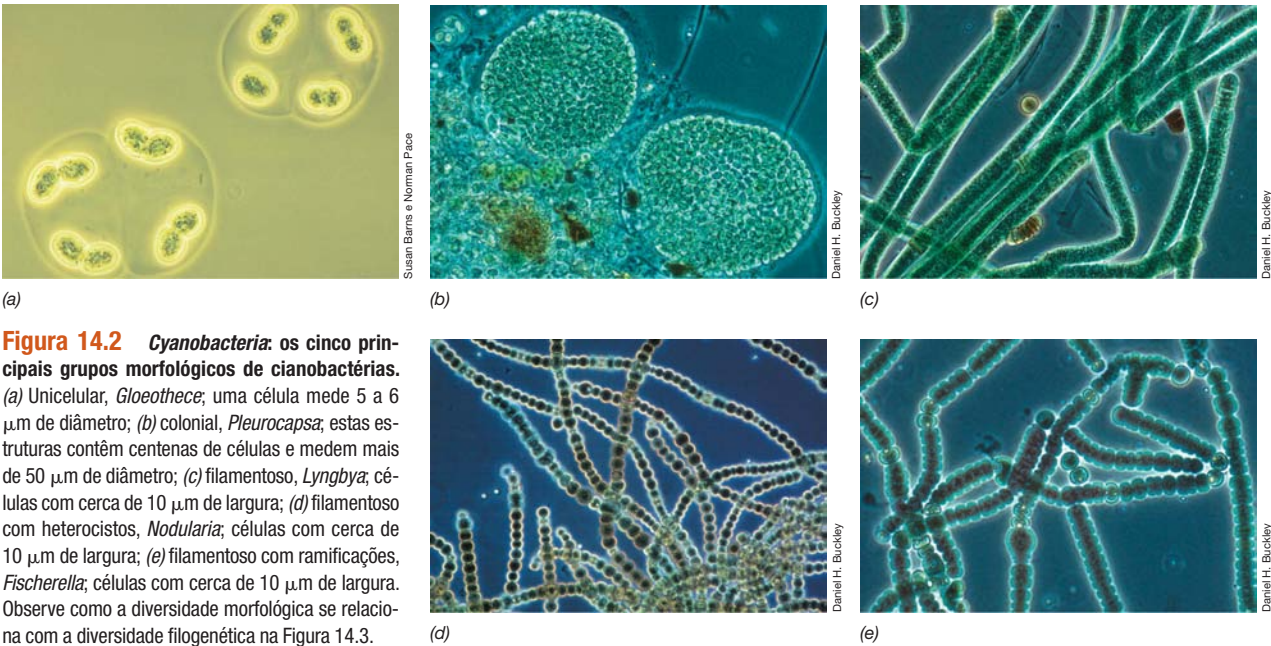 Susan Barns e Norman Pace
Daniel H. Buckley
Daniel H. Buckley
(a)
(b)
(c)
Figura 14.2 Cyanobacteria: os cinco prin-
cipais grupos morfológicos de cianobactérias.
(a) Unicelular, Gloeothece; uma célula mede 5 a 6
μm de diâmetro; (b) colonial, Pleurocapsa; estas es-
truturas contêm centenas de células e medem mais
de 50 μm de diâmetro; (c) filamentoso, Lyngbya; cé-
lulas com cerca de 10 μm de largura; (d) filamentoso
com heterocistos, Nodularia; células com cerca de
10 μm de largura; (e) filamentoso com ramificações,
Fischerella; células com cerca de 10 μm de largura.
Observe como a diversidade morfológica se relacio-
na com a diversidade filogenética na Figura 14.3.
Daniel H. Buckley
Daniel H. Buckley
(d)
(e)